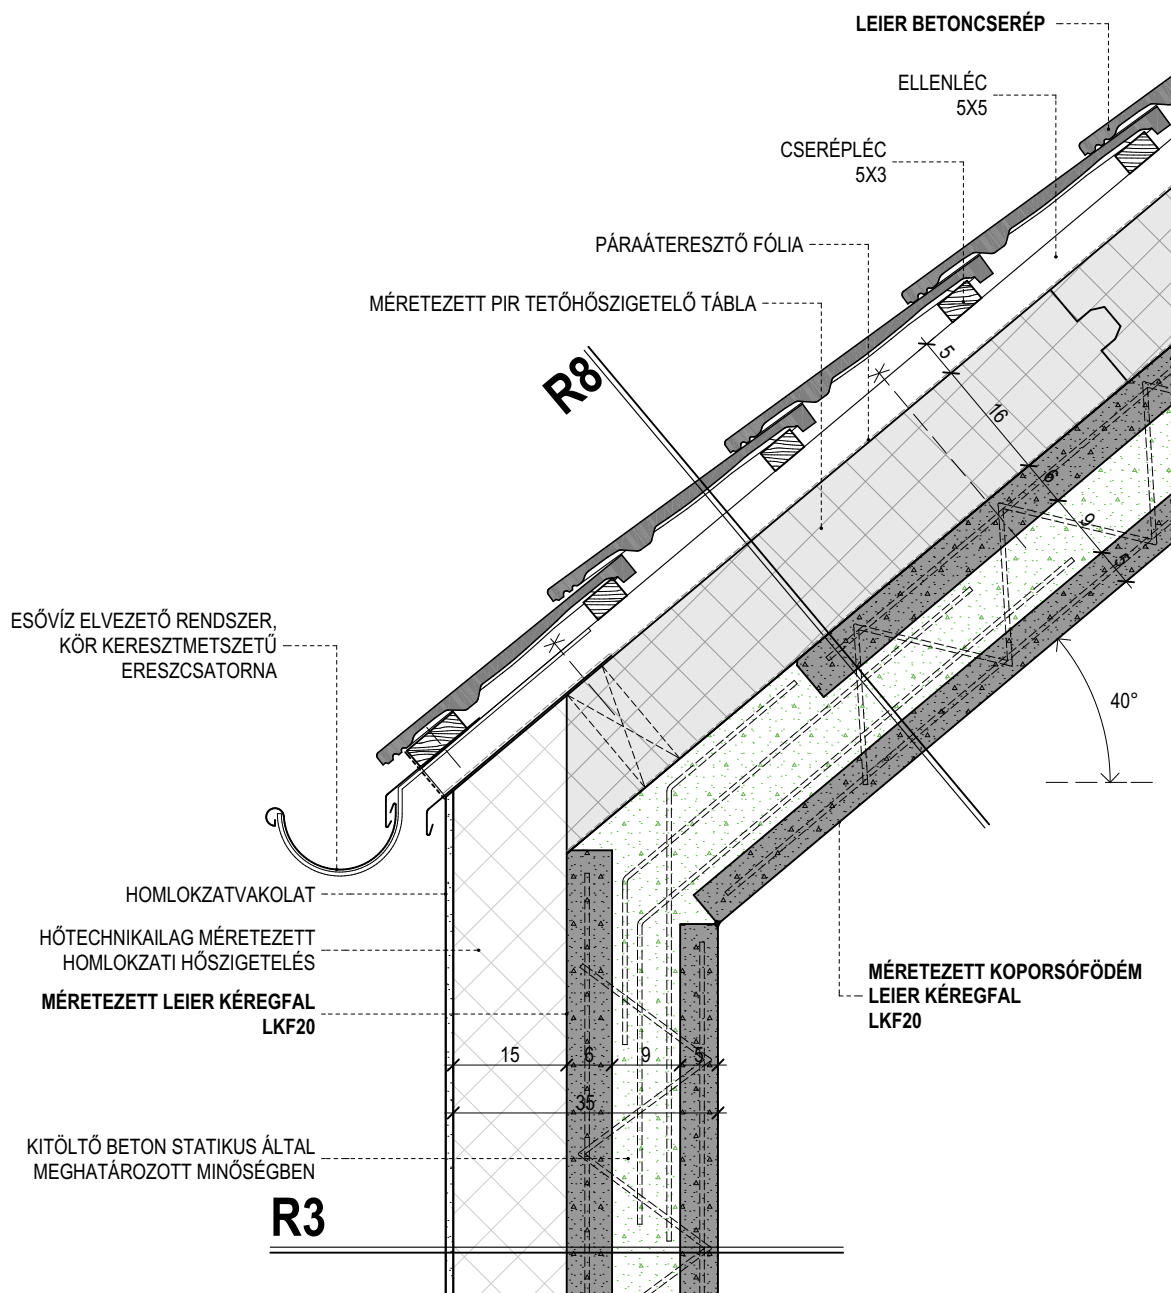 LEIER BETONCSERÉP
ELLENLÉC
5X5
CSERÉPLÉC
5X3
PÁRAÁTERESZTŐ FÓLIA
MÉRETEZETT PIR TETŐHŐSZIGETELŐ TÁBLA
R8
5
16
6
9
5
40°
ESŐVÍZ ELVEZETŐ RENDSZER,
KÖR KERESZTMETSZETŰ
ERESZCSATORNA
HOMLOKZATVAKOLAT
HŐTECHNIKAILAG MÉRETEZETT
HOMLOKZATI HŐSZIGETELÉS
MÉRETEZETT LEIER KÉREGFAL
LKF20
MÉRETEZETT KOPORSÓFÖDÉM
LEIER KÉREGFAL
LKF20
15 6 9 5
35
KITÖLTŐ BETON STATIKUS ÁLTAL
MEGHATÁROZOTT MINŐSÉGBEN
R3